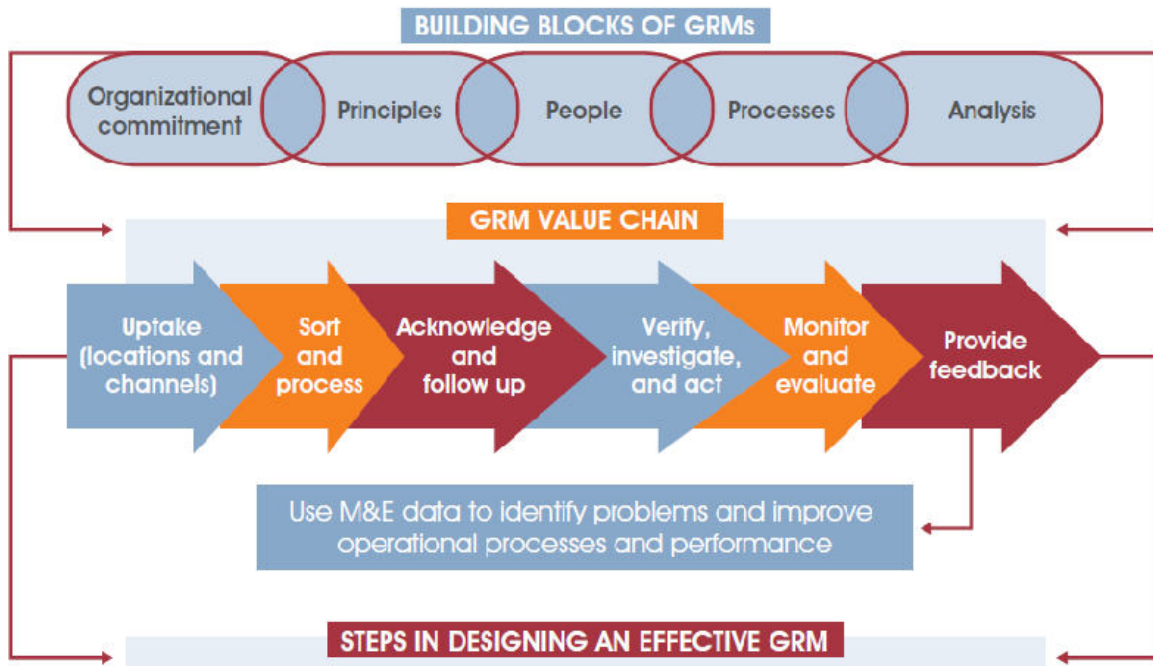 BUILDING BLOCKS OF GRMs
Organizational
commitment
Principles
People
Processes
Analysis
GRM VALUE CHAIN
Uptake
(locations and
channels)
Sort
and
process
Acknowledge
and
follow up
Verify,
investigate,
and act
Monitor
and
evaluate
Provide
feedback
Use M&E data to identify problems and improve
operational processes and performance
STEPS IN DESIGNING AN EFFECTIVE GRM